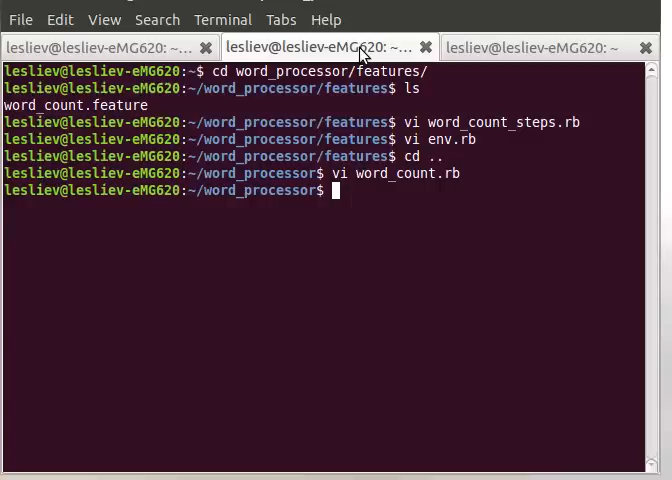 File Edit View Search Terminal Tabs Help
lesliev@lesliev-eMG620: ~... lesliev@lesliev-eMG620: ~... lesliev@lesliev-eMG620: ~
lesliev@lesliev-eMG620:~$ cd word_processor/features/
lesliev@lesliev-eMG620:~/word_processor/features$ ls
word_count.feature
lesliev@lesliev-eMG620:~/word_processor/features$ vi word_count_steps.rb
lesliev@lesliev-eMG620:~/word_processor/features$ vi env.rb
lesliev@lesliev-eMG620:~/word_processor/features$ cd ..
lesliev@lesliev-eMG620:~/word_processor$ vi word_count.rb
lesliev@lesliev-eMG620:~/word_processor$